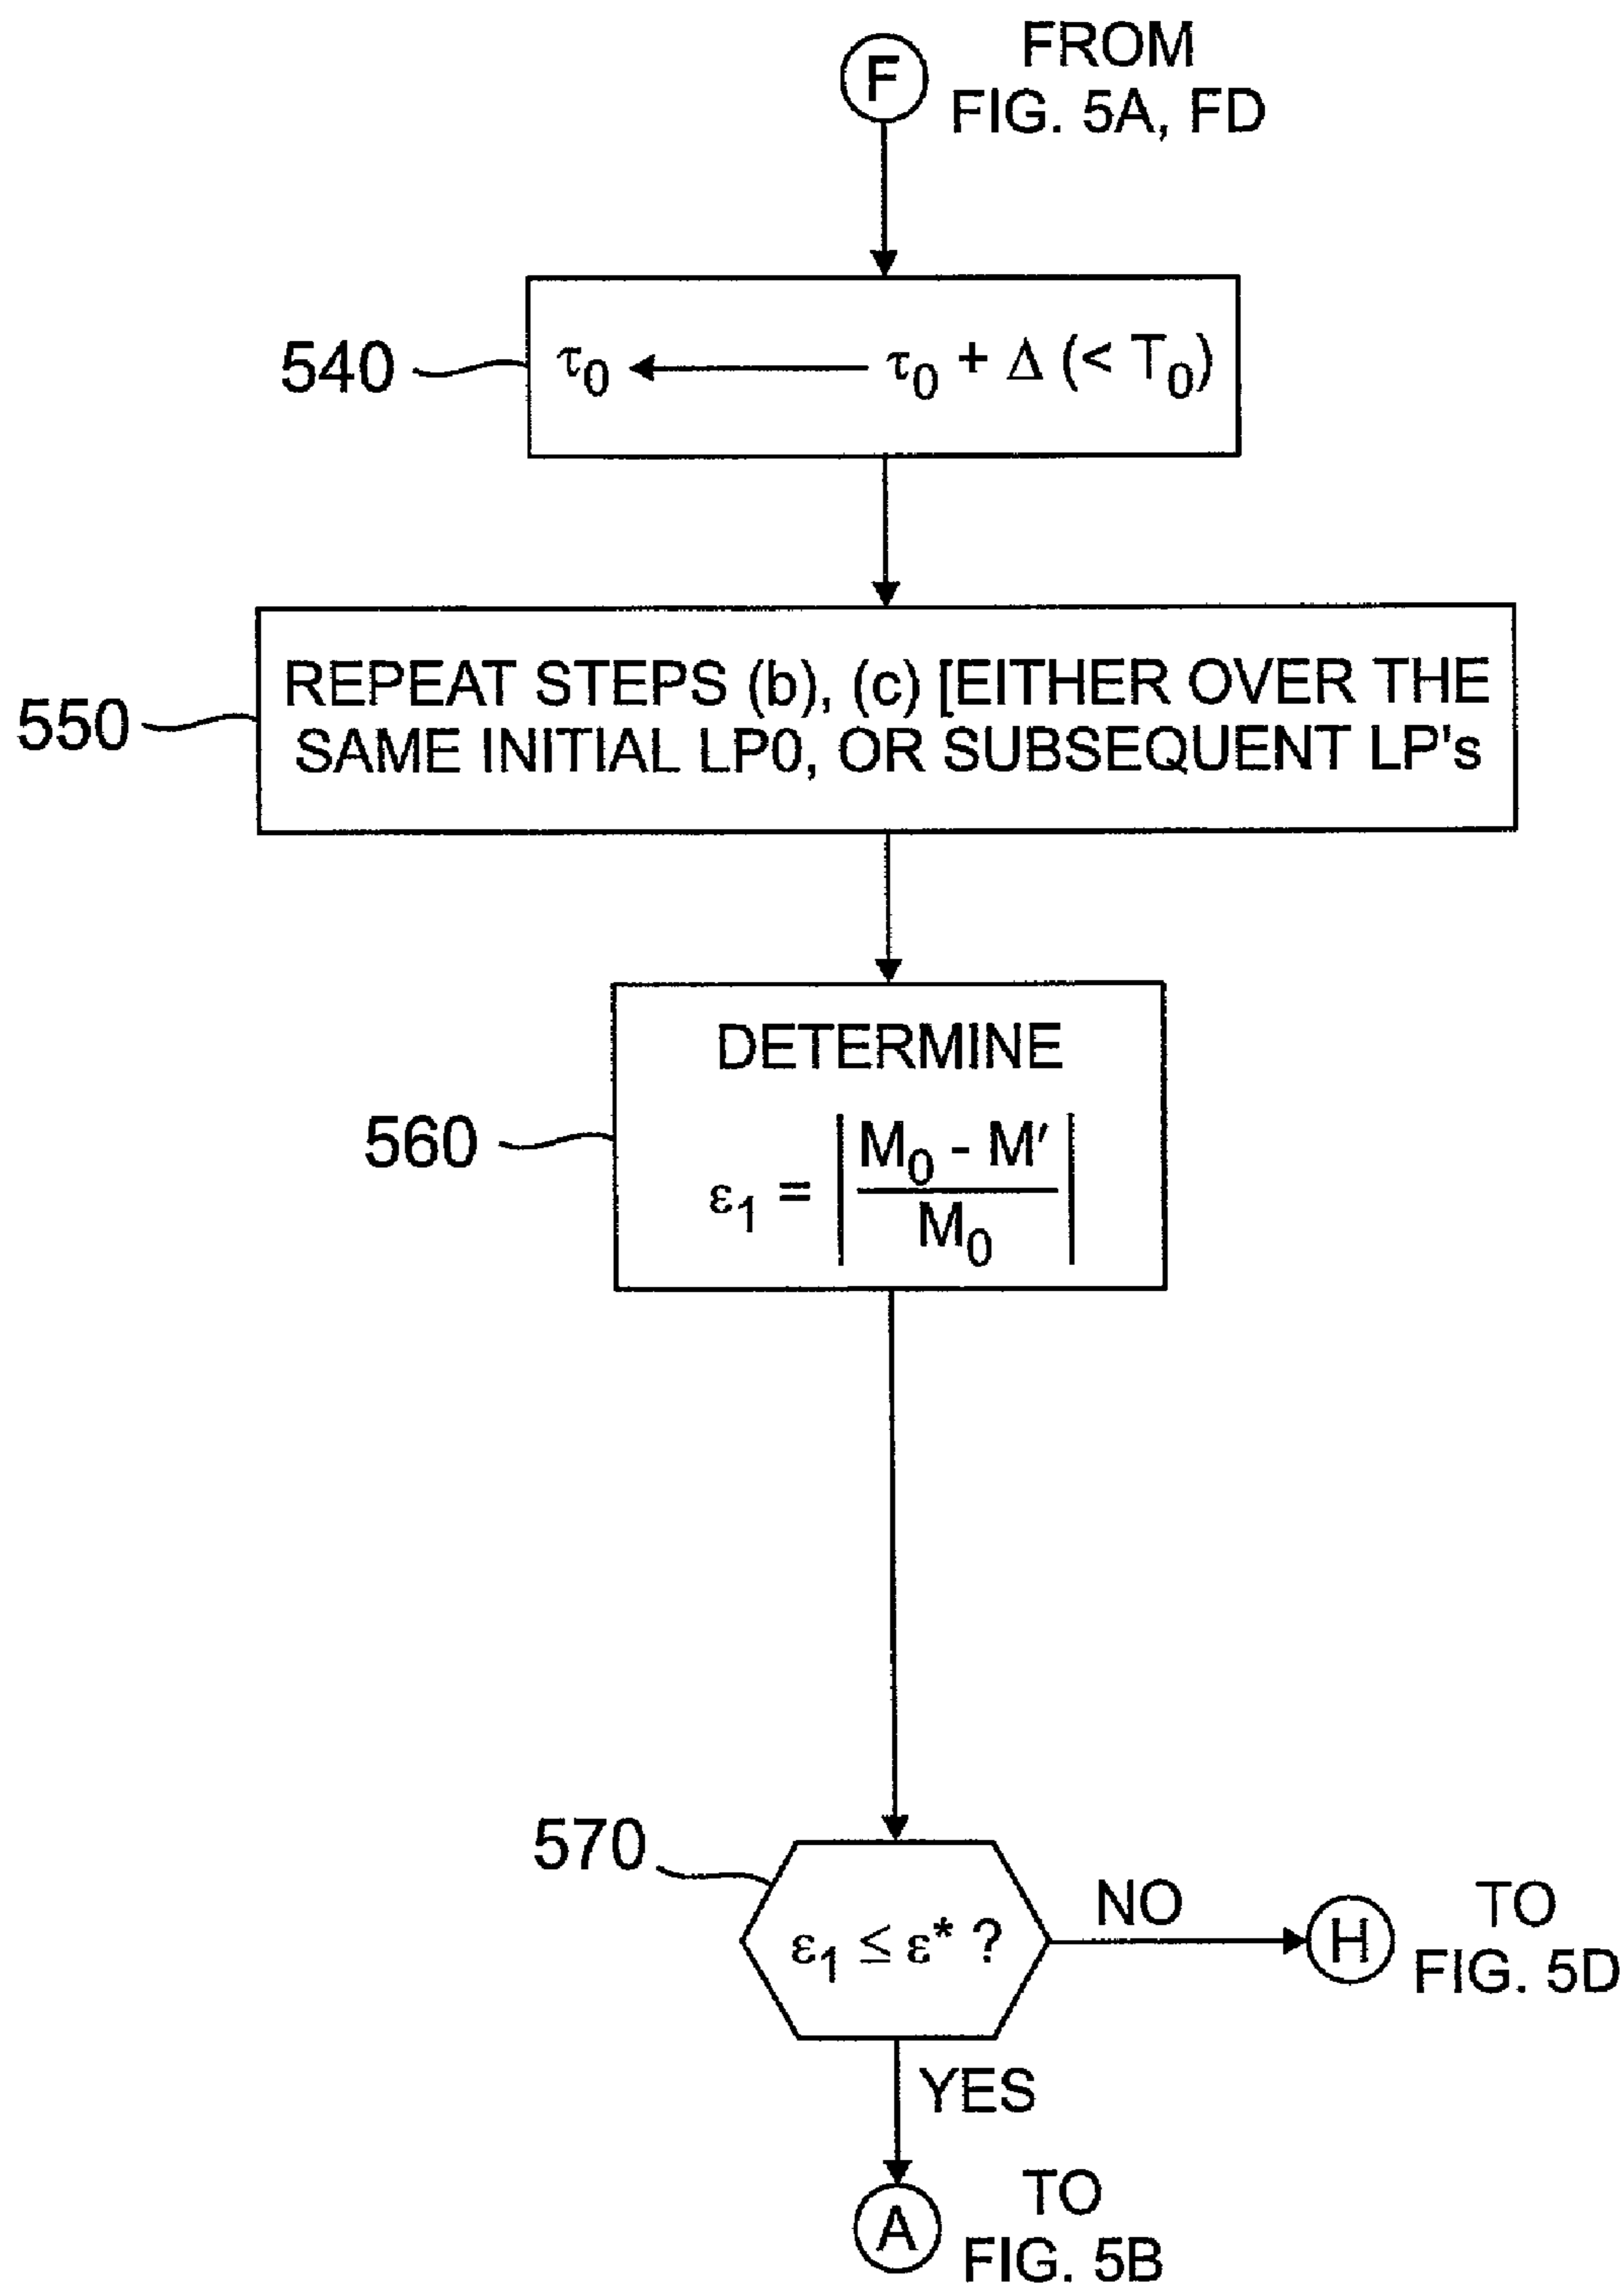 F
FROM
FIG. 5A, FD
540
τ₀ ← τ₀ + Δ (< T₀)
550
REPEAT STEPS (b), (c) [EITHER OVER THE
SAME INITIAL LP0, OR SUBSEQUENT LP's
560
DETERMINE
ε₁ = | (M₀ - M′) / M₀ |
570
ε₁ ≤ ε* ?
NO
H
TO
FIG. 5D
YES
A
TO
FIG. 5B